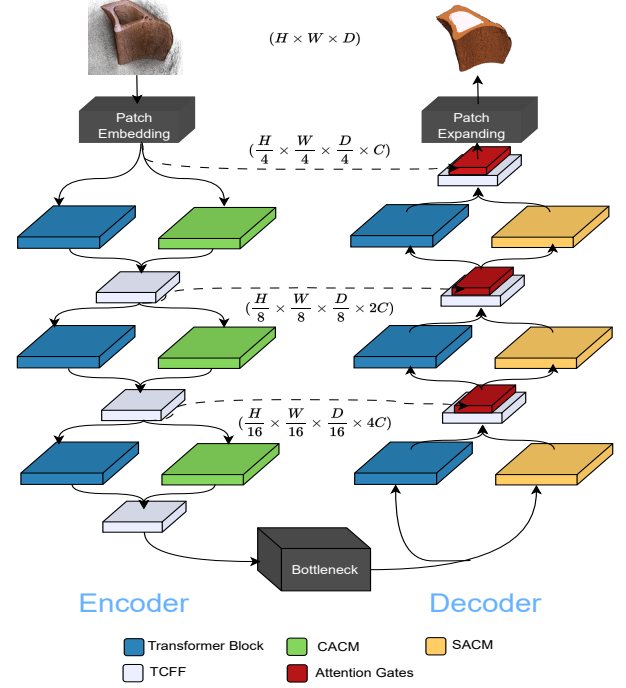 (H × W × D)
Patch
Embedding
Patch
Expanding
(H/4 × W/4 × D/4 × C)
(H/8 × W/8 × D/8 × 2C)
(H/16 × W/16 × D/16 × 4C)
Bottleneck
Encoder
Decoder
Transformer Block
CACM
SACM
TCFF
Attention Gates